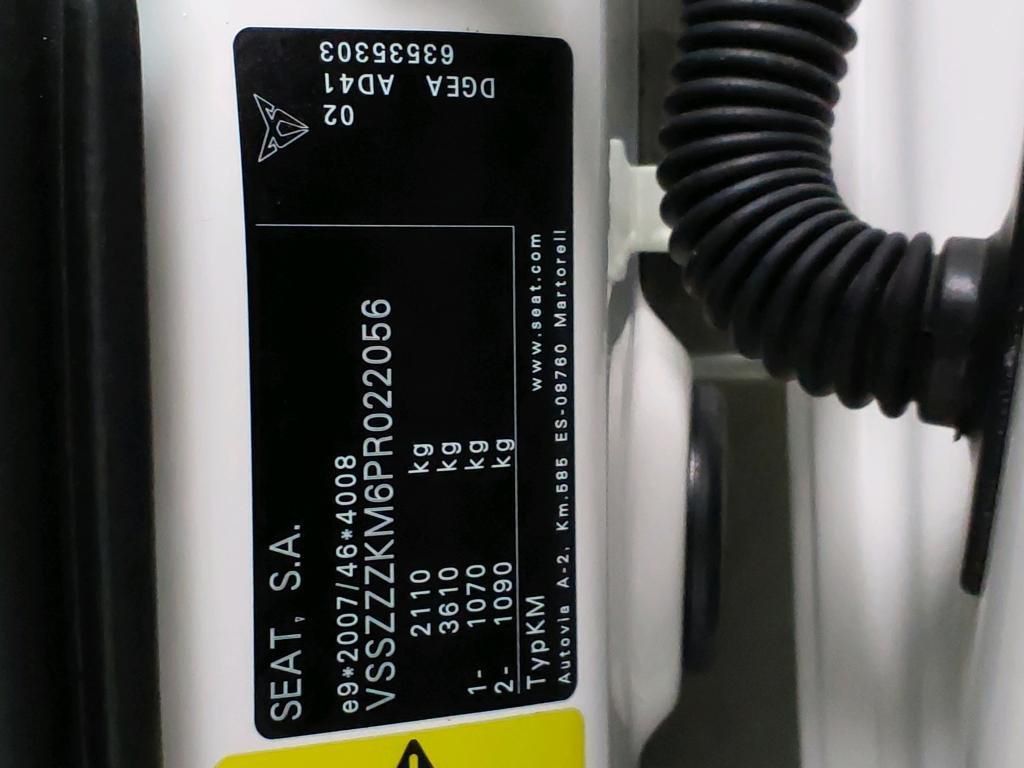 SEAT, S.A.
e9*2007/46*4008
VSSZZZKM6PR022056
2110 kg
3610 kg
1- 1070 kg
2- 1090 kg
TypKM www.seat.com
Autovia A-2, Km.585 ES-08760 Martorell
63535303
DGEA AD41
02